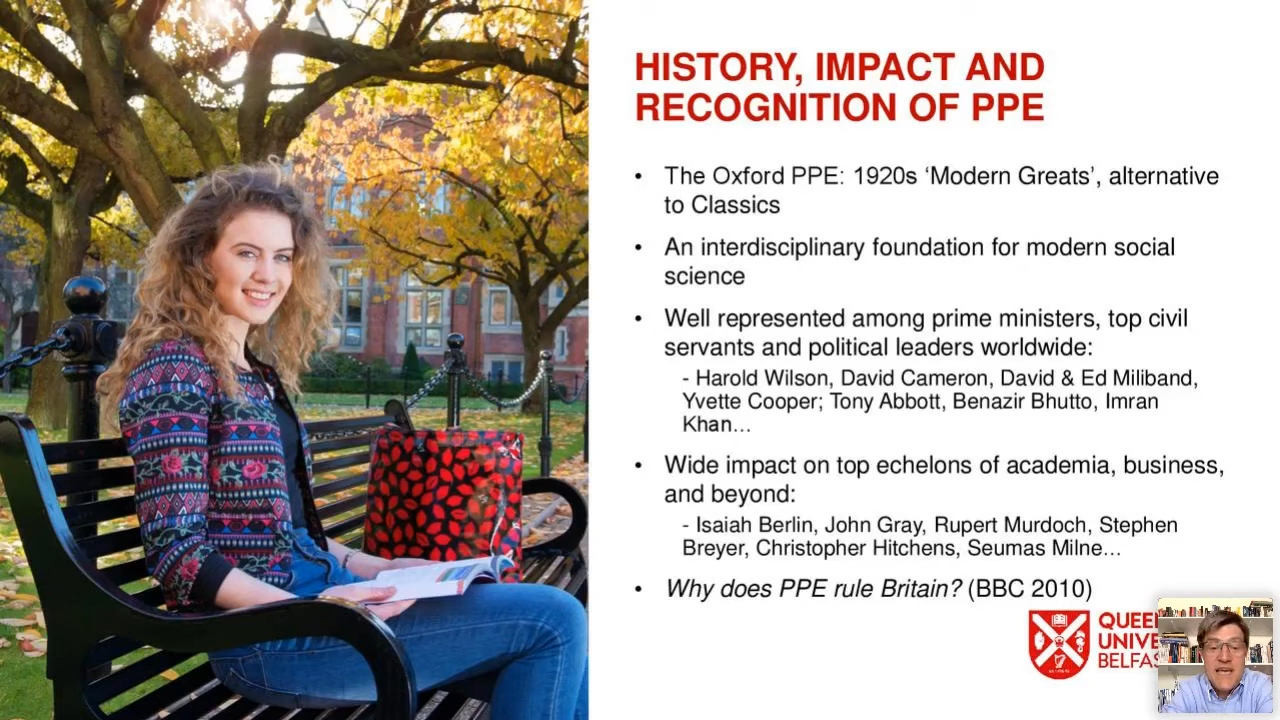 HISTORY, IMPACT AND
RECOGNITION OF PPE
• The Oxford PPE: 1920s ‘Modern Greats’, alternative
to Classics
• An interdisciplinary foundation for modern social
science
• Well represented among prime ministers, top civil
servants and political leaders worldwide:
- Harold Wilson, David Cameron, David & Ed Miliband,
Yvette Cooper; Tony Abbott, Benazir Bhutto, Imran
Khan...
• Wide impact on top echelons of academia, business,
and beyond:
- Isaiah Berlin, John Gray, Rupert Murdoch, Stephen
Breyer, Christopher Hitchens, Seumas Milne...
• Why does PPE rule Britain? (BBC 2010)